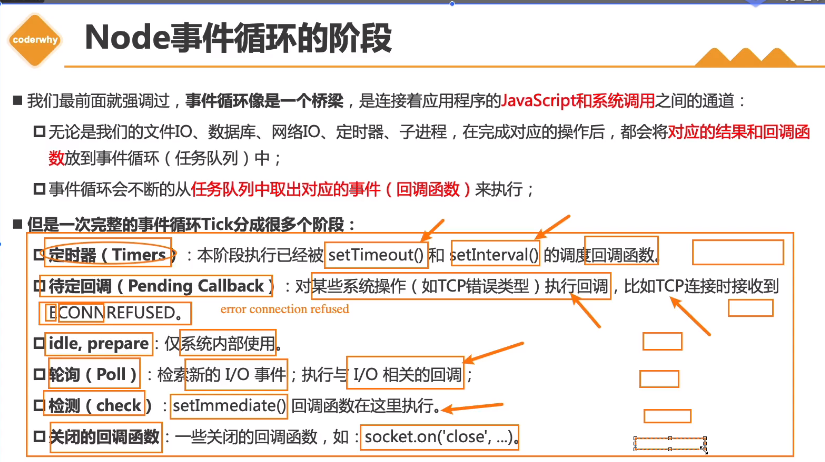 coderwhy
Node事件循环的阶段
■ 我们最前面就强调过，事件循环像是一个桥梁，是连接着应用程序的JavaScript和系统调用之间的通道：
无论是我们的文件IO、数据库、网络IO、定时器、子进程，在完成对应的操作后，都会将对应的结果和回调函
数放到事件循环（任务队列）中；
事件循环会不断的从任务队列中取出对应的事件（回调函数）来执行；
■ 但是一次完整的事件循环Tick分成很多个阶段：
定时器（Timers）：本阶段执行已经被 setTimeout() 和 setInterval() 的调度回调函数。
待定回调（Pending Callback）：对某些系统操作（如TCP错误类型）执行回调，比如TCP连接时接收到
ECONNREFUSED。
error connection refused
idle, prepare：仅系统内部使用。
轮询（Poll）：检索新的 I/O 事件；执行与 I/O 相关的回调；
检测（check）：setImmediate() 回调函数在这里执行。
关闭的回调函数：一些关闭的回调函数，如：socket.on('close', ...)。